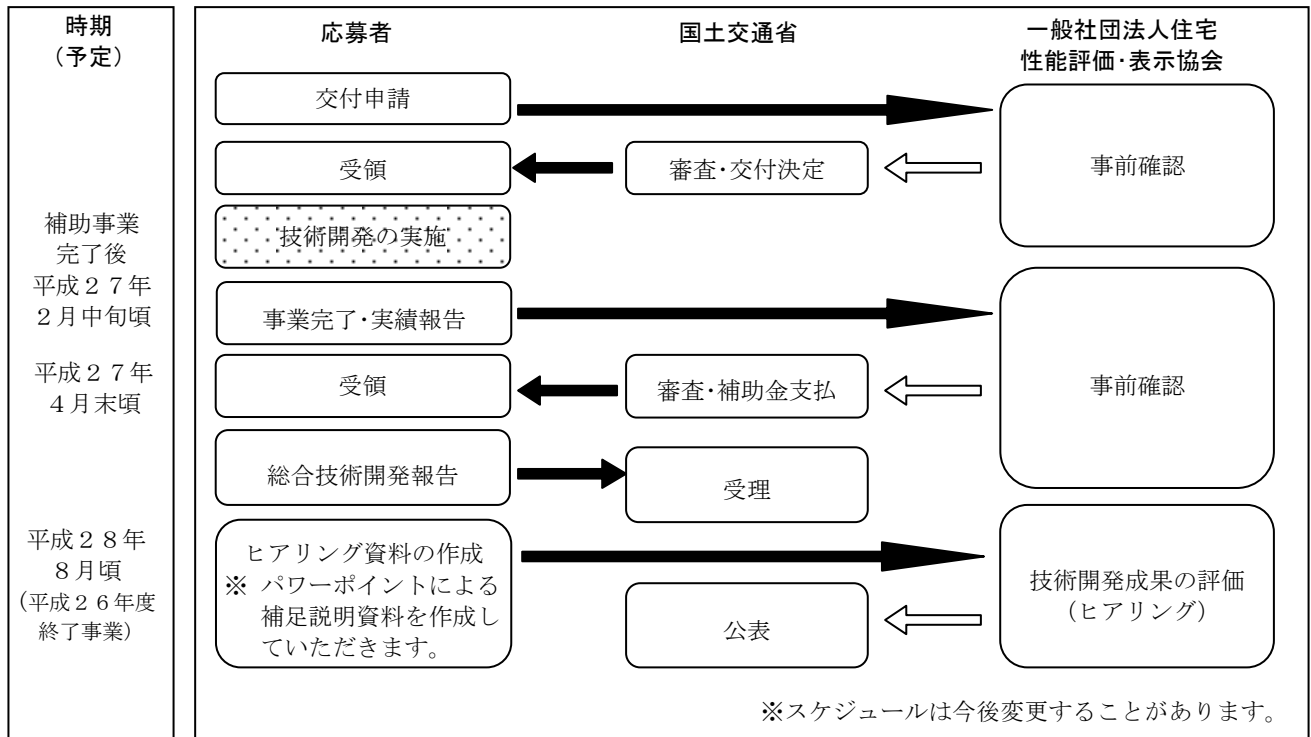 時期
(予定)
応募者
国土交通省
一般社団法人住宅
性能評価・表示協会
交付申請
受領
審査・交付決定
事前確認
技術開発の実施
補助事業
完了後
平成２７年
２月中旬頃
事業完了・実績報告
平成２７年
４月末頃
受領
審査・補助金支払
事前確認
総合技術開発報告
受理
平成２８年
８月頃
(平成２６年度
終了事業)
ヒアリング資料の作成
※ パワーポイントによる
補足説明資料を作成し
ていただきます。
公表
技術開発成果の評価
(ヒアリング)
※スケジュールは今後変更することがあります。